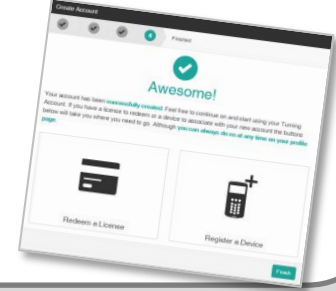 Create Account
4 Finished
Awesome!
Your account has been successfully created. Feel free to continue on and start using your Turning
Account. If you have a license to redeem or a device to associate with your new account the buttons
below will take you where you need to go. Although you can always do so at any time on your profile
page.
Redeem a License
Register a Device
Finish